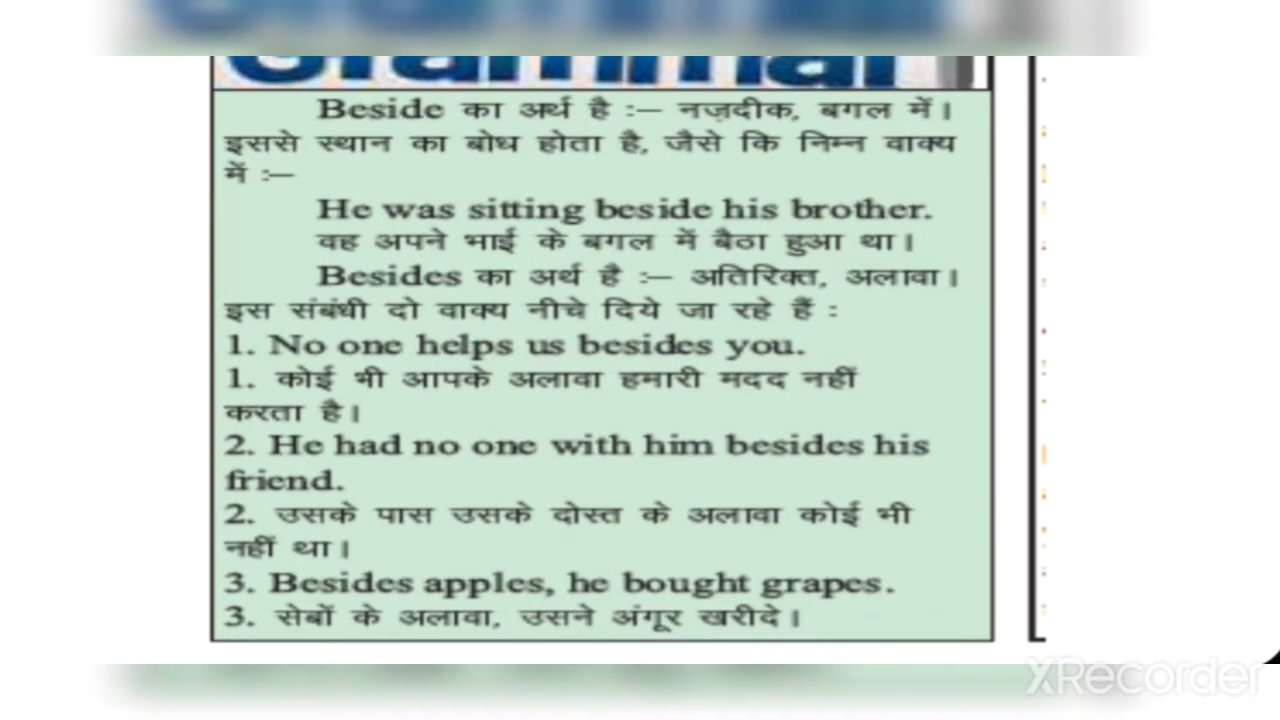 Grammar
Beside का अर्थ है :– नज़दीक, बगल में।
इससे स्थान का बोध होता है, जैसे कि निम्न वाक्य
में :–
He was sitting beside his brother.
वह अपने भाई के बगल में बैठा हुआ था।
Besides का अर्थ है :– अतिरिक्त, अलावा।
इस संबंधी दो वाक्य नीचे दिये जा रहे हैं :
1. No one helps us besides you.
1. कोई भी आपके अलावा हमारी मदद नहीं
करता है।
2. He had no one with him besides his
friend.
2. उसके पास उसके दोस्त के अलावा कोई भी
नहीं था।
3. Besides apples, he bought grapes.
3. सेबों के अलावा, उसने अंगूर खरीदे।
XRecorder